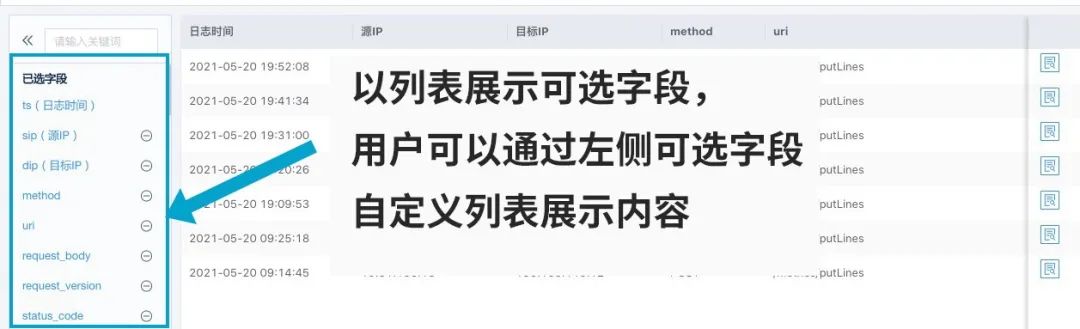 日志时间 源IP 目标IP method uri
请输入关键词
已选字段
ts（日志时间）
sip（源IP）
dip（目标IP）
method
uri
request_body
request_version
status_code
2021-05-20 19:52:08 putLines
2021-05-20 19:41:34 putLines
2021-05-20 19:31:00 putLines
20:26 putLines
2021-05-20 19:09:53 putLines
2021-05-20 09:25:18 putLines
2021-05-20 09:14:45 putLines
以列表展示可选字段，
用户可以通过左侧可选字段
自定义列表展示内容